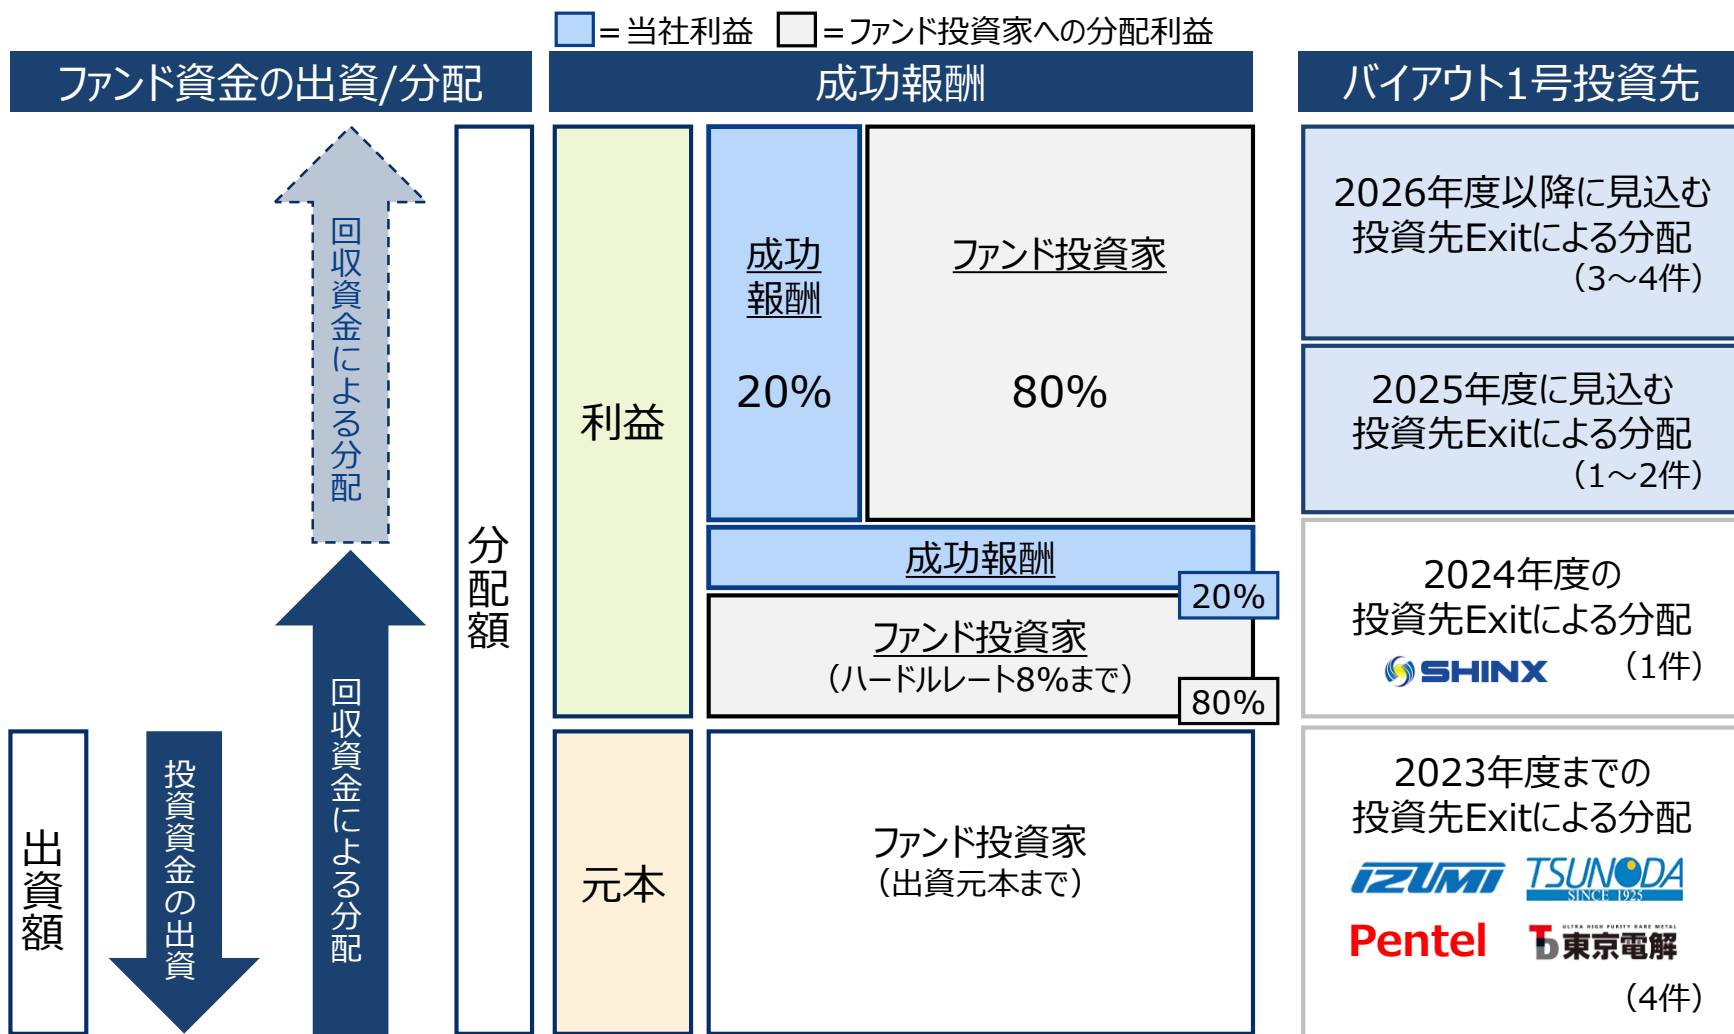 =当社利益
=ファンド投資家への分配利益
ファンド資金の出資/分配
成功報酬
バイアウト1号投資先
出資額
投資資金の出資
回収資金による分配
回収資金による分配
分配額
利益
元本
成功
報酬
20%
ファンド投資家
80%
成功報酬
20%
ファンド投資家
（ハードルレート8%まで）
80%
ファンド投資家
（出資元本まで）
2026年度以降に見込む
投資先Exitによる分配
（3～4件）
2025年度に見込む
投資先Exitによる分配
（1～2件）
2024年度の
投資先Exitによる分配
SHINX
（1件）
2023年度までの
投資先Exitによる分配
IZUMI
TSUNODA
SINCE 1925
Pentel
ULTRA HIGH PURITY RARE METAL
TD東京電解
（4件）